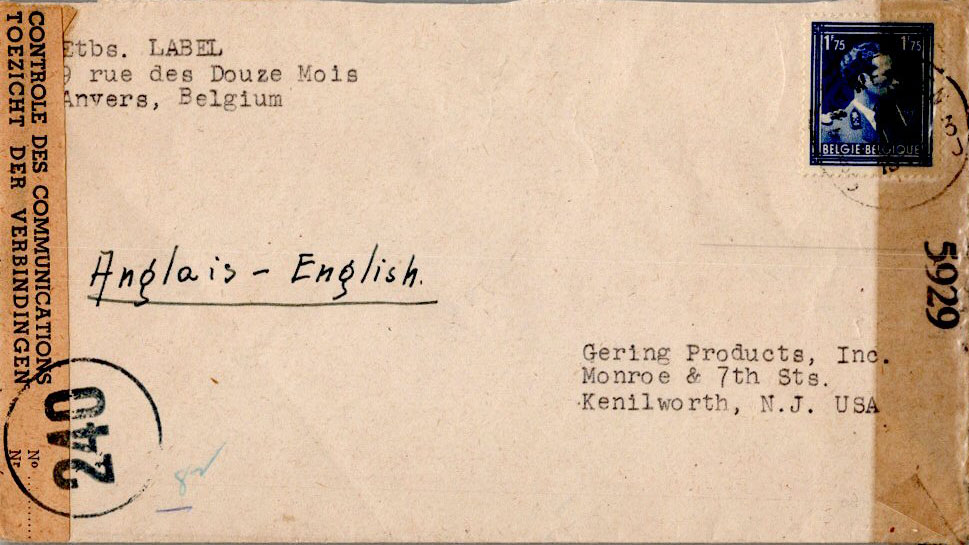 CONTROLE DES COMMUNICATIONS
TOEZICHT DER VERBINDINGEN
No
Nr
240
Etbs. LABEL
9 rue des Douze Mois
Anvers, Belgium
1F75 1F75
BELGIE-BELGIQUE
5929
Anglais - English.
Gering Products, Inc.
Monroe & 7th Sts.
Kenilworth, N.J. USA